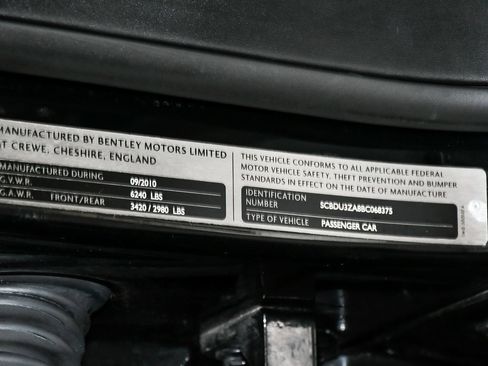 MANUFACTURED BY BENTLEY MOTORS LIMITED
AT CREWE, CHESHIRE, ENGLAND
MANUFACTURED DURING 09/2010
G.V.W.R. 6240 LBS
G.A.W.R. FRONT/REAR 3420 / 2980 LBS
THIS VEHICLE CONFORMS TO ALL APPLICABLE FEDERAL
MOTOR VEHICLE SAFETY, THEFT PREVENTION AND BUMPER
STANDARDS IN EFFECT ON THE DATE OF MANUFACTURE
IDENTIFICATION
NUMBER SCBDU3ZA8BC068375
TYPE OF VEHICLE PASSENGER CAR